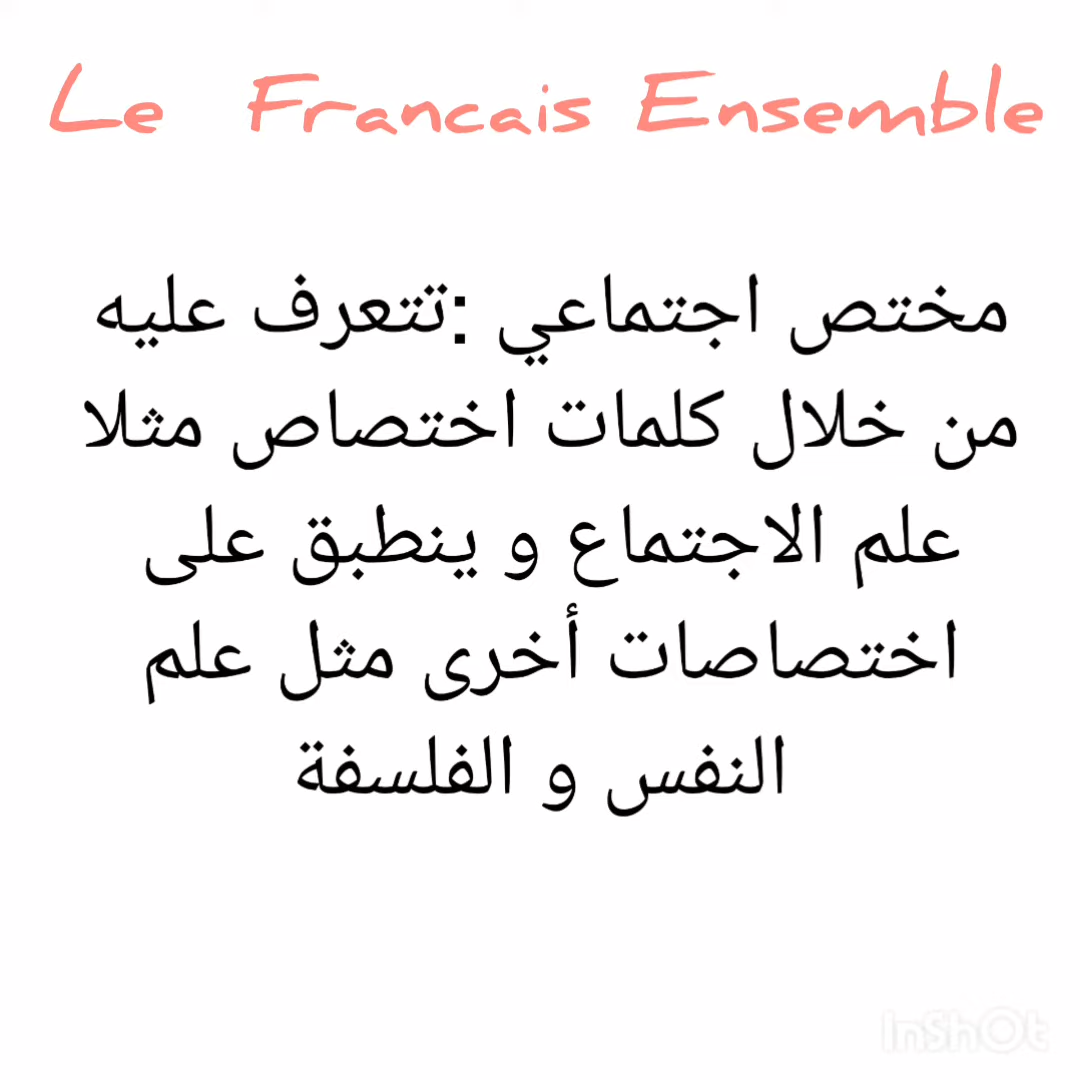 Le Francais Ensemble
مختص اجتماعي :تتعرف عليه
من خلال كلمات اختصاص مثلا
علم الاجتماع و ينطبق على
اختصاصات أخرى مثل علم
النفس و الفلسفة
InShOt